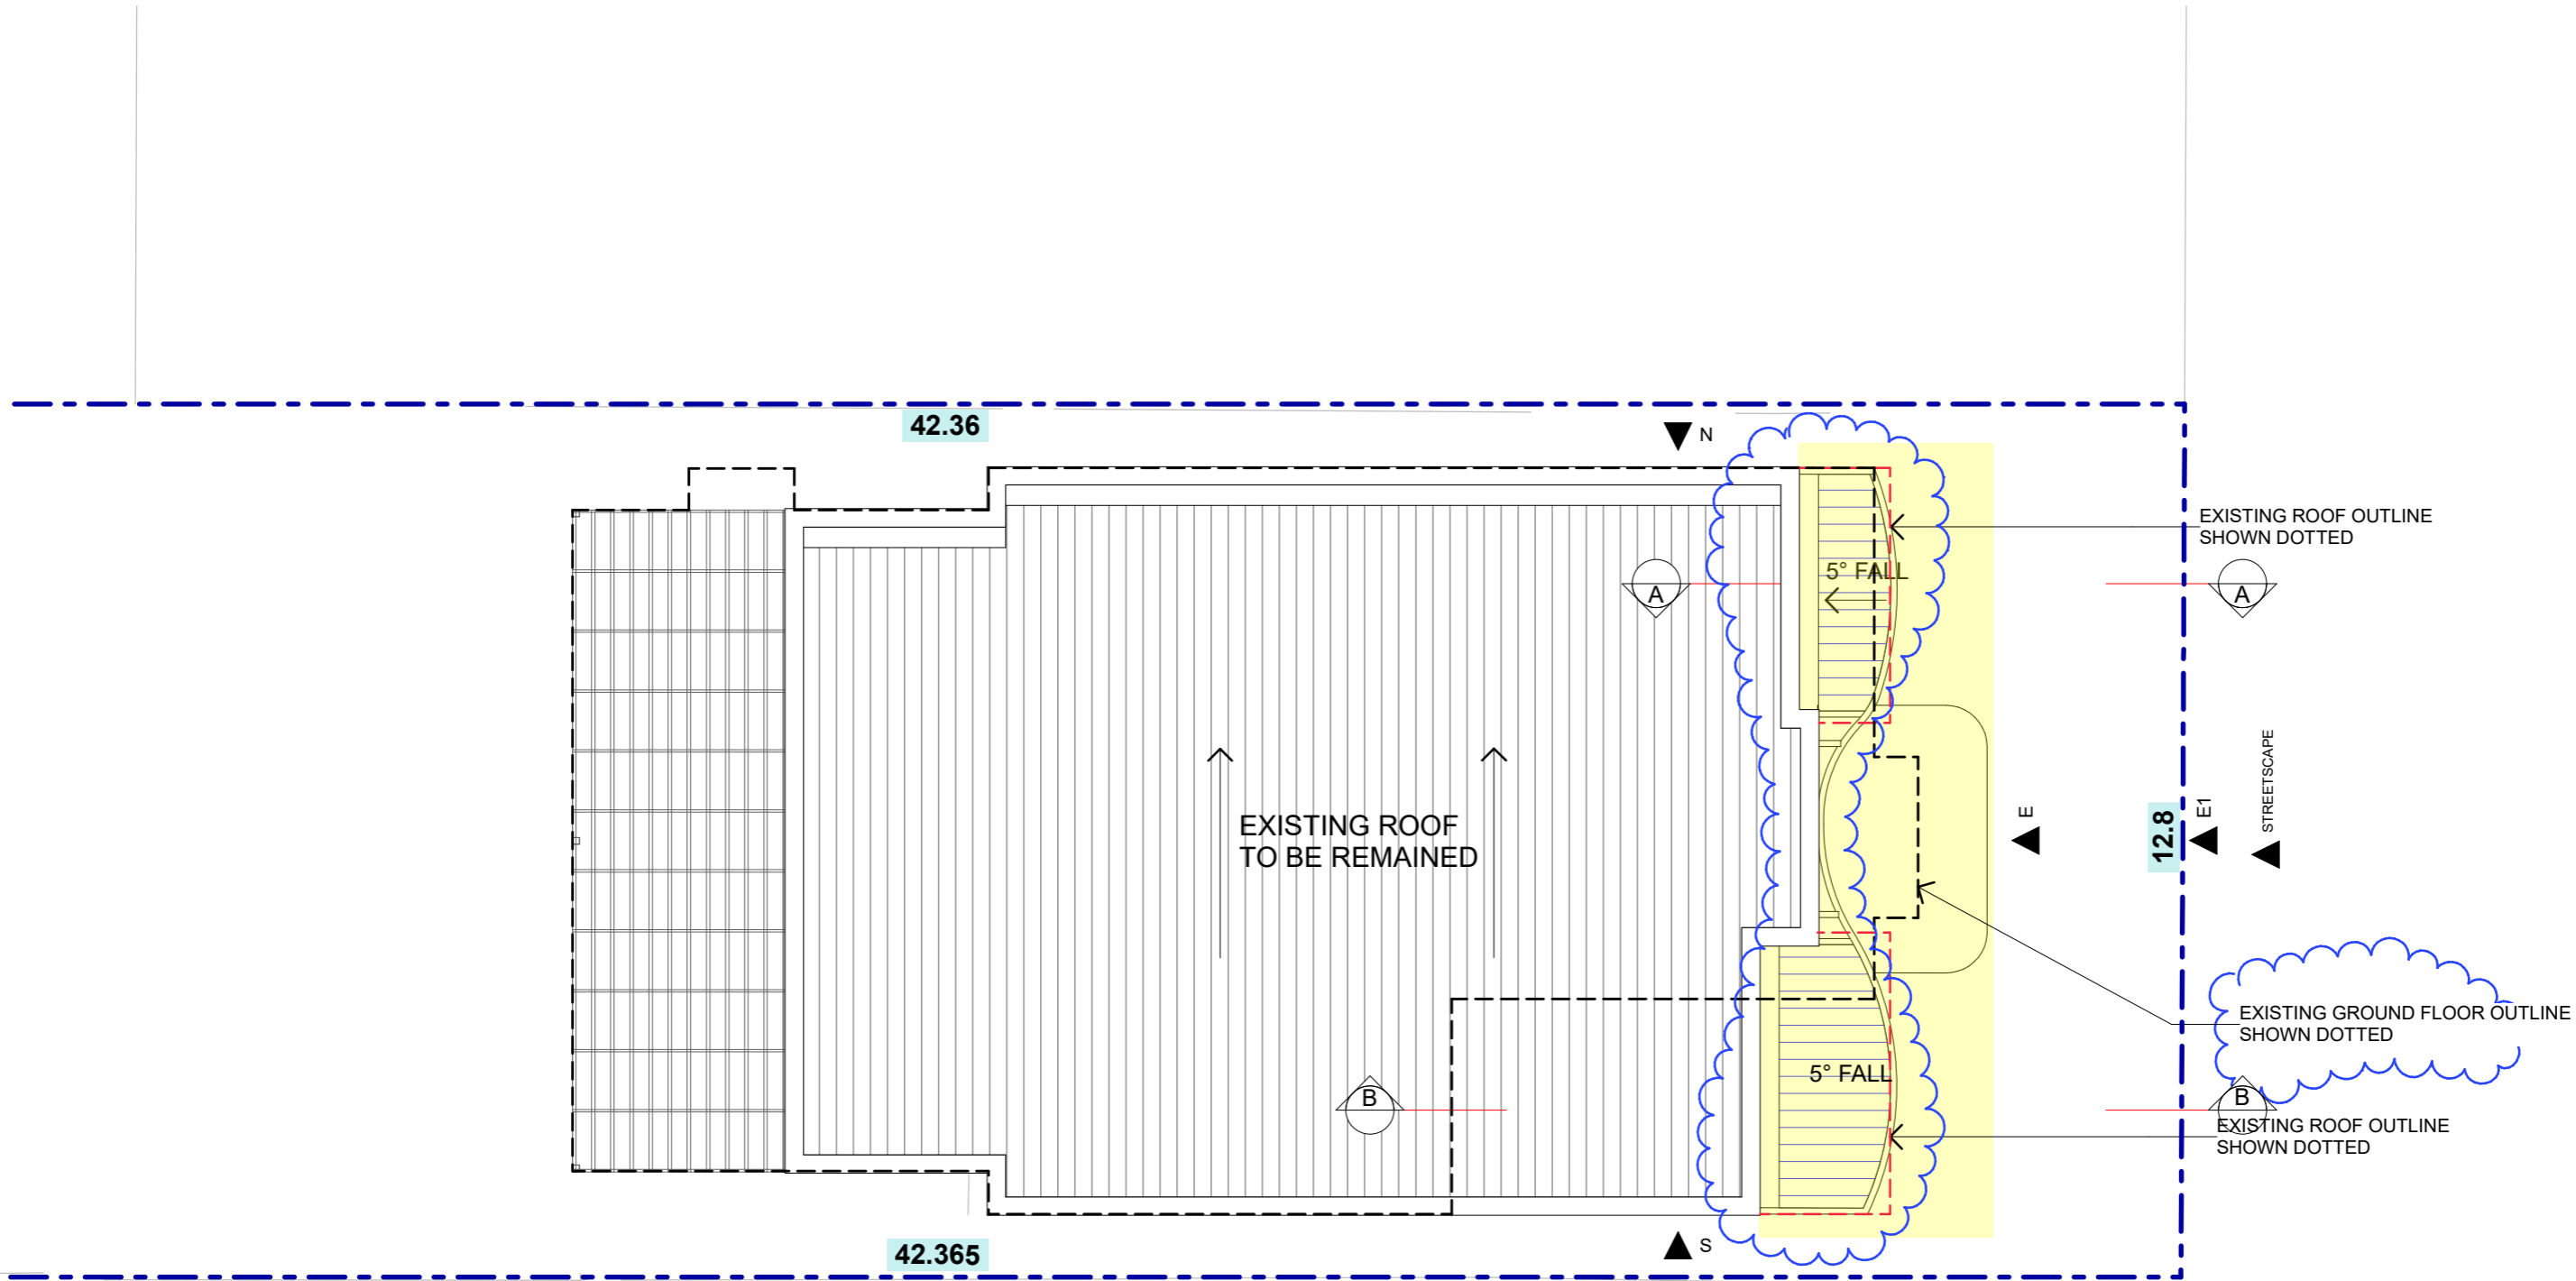 42.36
N
EXISTING ROOF OUTLINE
SHOWN DOTTED
5° FALL
A
A
STREETSCAPE
E
E1
12.8
EXISTING ROOF
TO BE REMAINED
EXISTING GROUND FLOOR OUTLINE
SHOWN DOTTED
5° FALL
B
B
EXISTING ROOF OUTLINE
SHOWN DOTTED
S
42.365